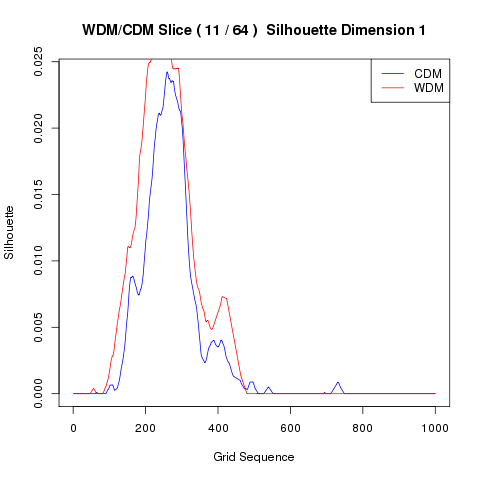 WDM/CDM Slice ( 11 / 64 )  Silhouette Dimension 1
CDM
WDM
Silhouette
0.025
0.020
0.015
0.010
0.005
0.000
0 200 400 600 800 1000
Grid Sequence